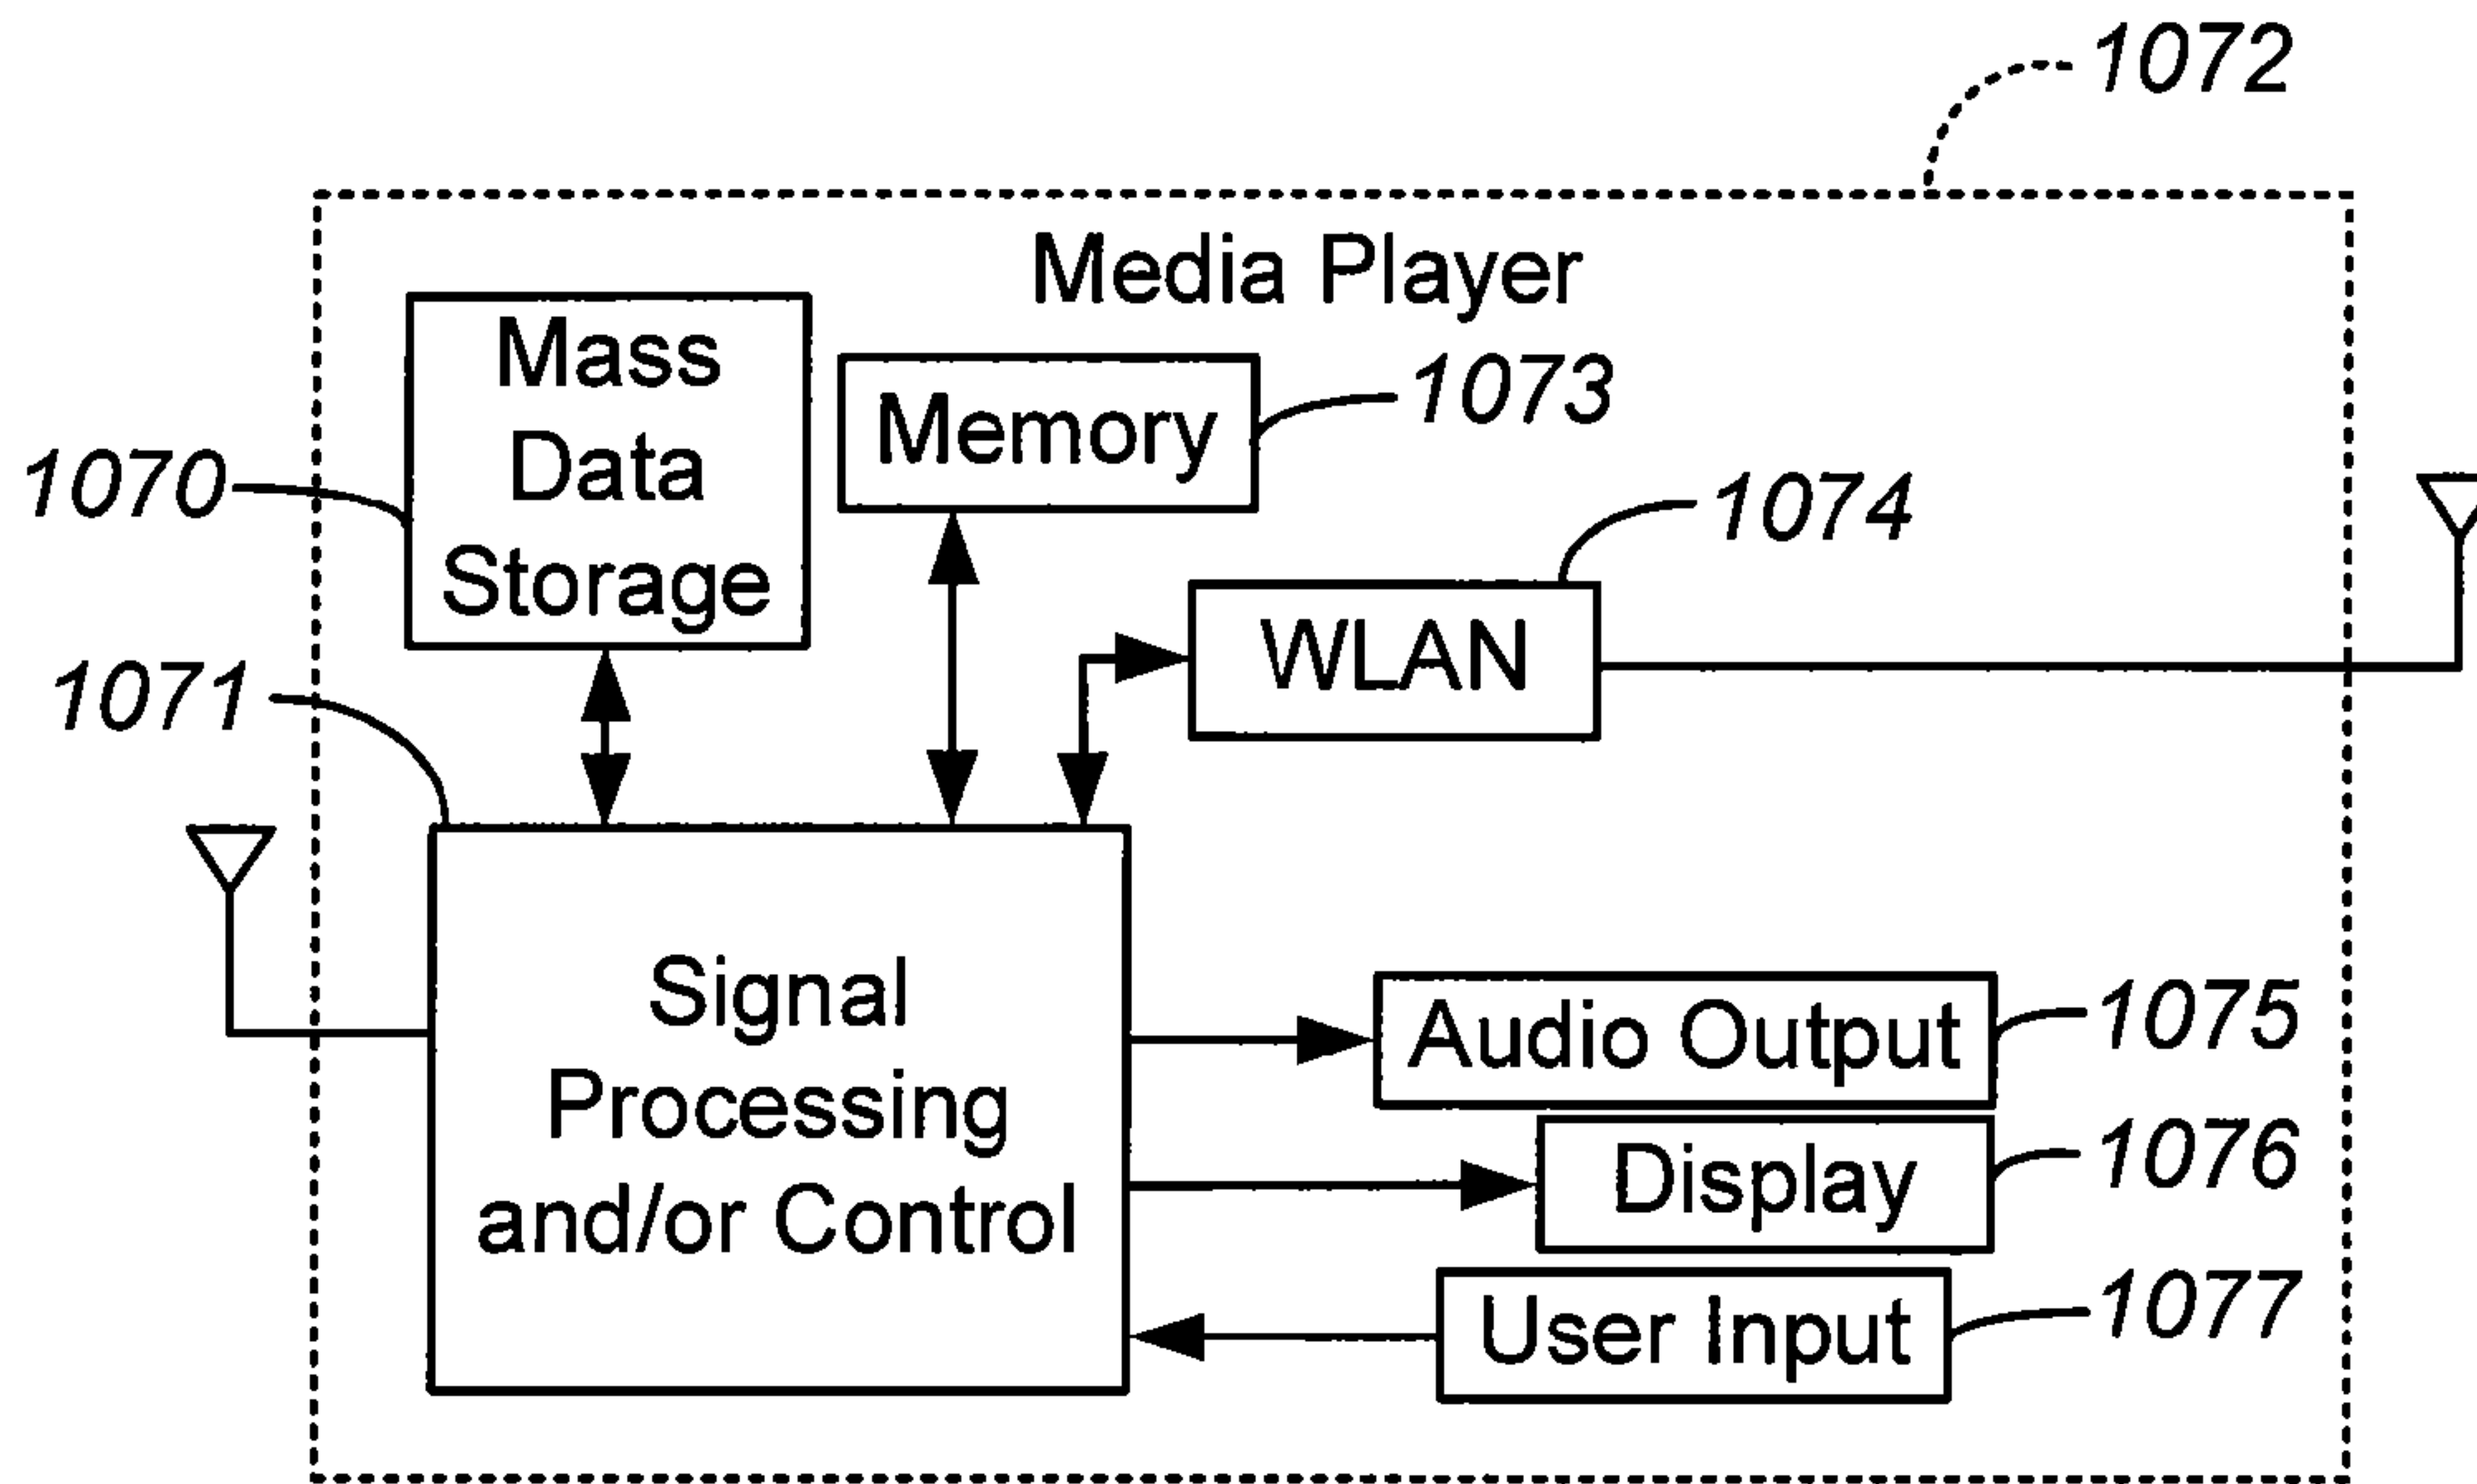 1072
Media Player
Mass
Data
Storage
1070
Memory
1073
1074
WLAN
1071
Signal
Processing
and/or Control
Audio Output
1075
Display
1076
User Input
1077